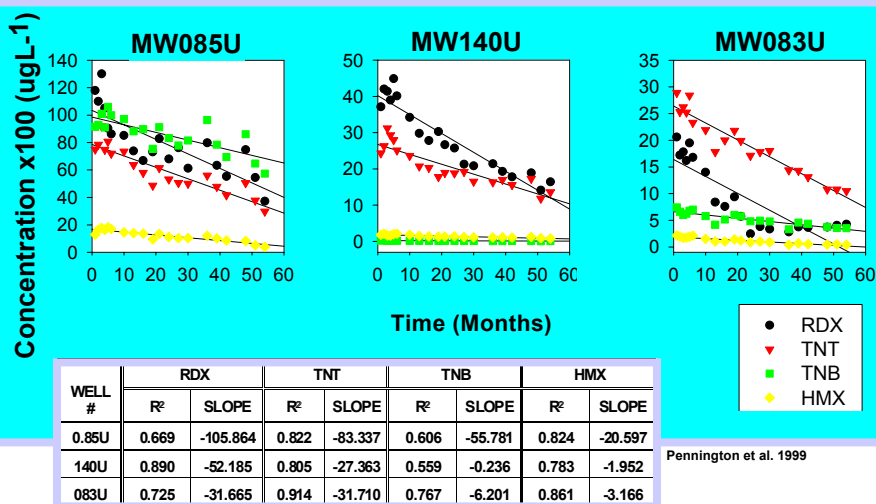 Concentration x100 (ugL-1)
MW085U
140
120
100
80
60
40
20
0
0 10 20 30 40 50 60
MW140U
50
40
30
20
10
0
0 10 20 30 40 50 60
MW083U
35
30
25
20
15
10
5
0
0 10 20 30 40 50 60
Time (Months)
RDX
TNT
TNB
HMX
WELL # RDX TNT TNB HMX
R² SLOPE R² SLOPE R² SLOPE R² SLOPE
0.85U 0.669 -105.864 0.822 -83.337 0.606 -55.781 0.824 -20.597
140U 0.890 -52.185 0.805 -27.363 0.559 -0.236 0.783 -1.952
083U 0.725 -31.665 0.914 -31.710 0.767 -6.201 0.861 -3.166
Pennington et al. 1999